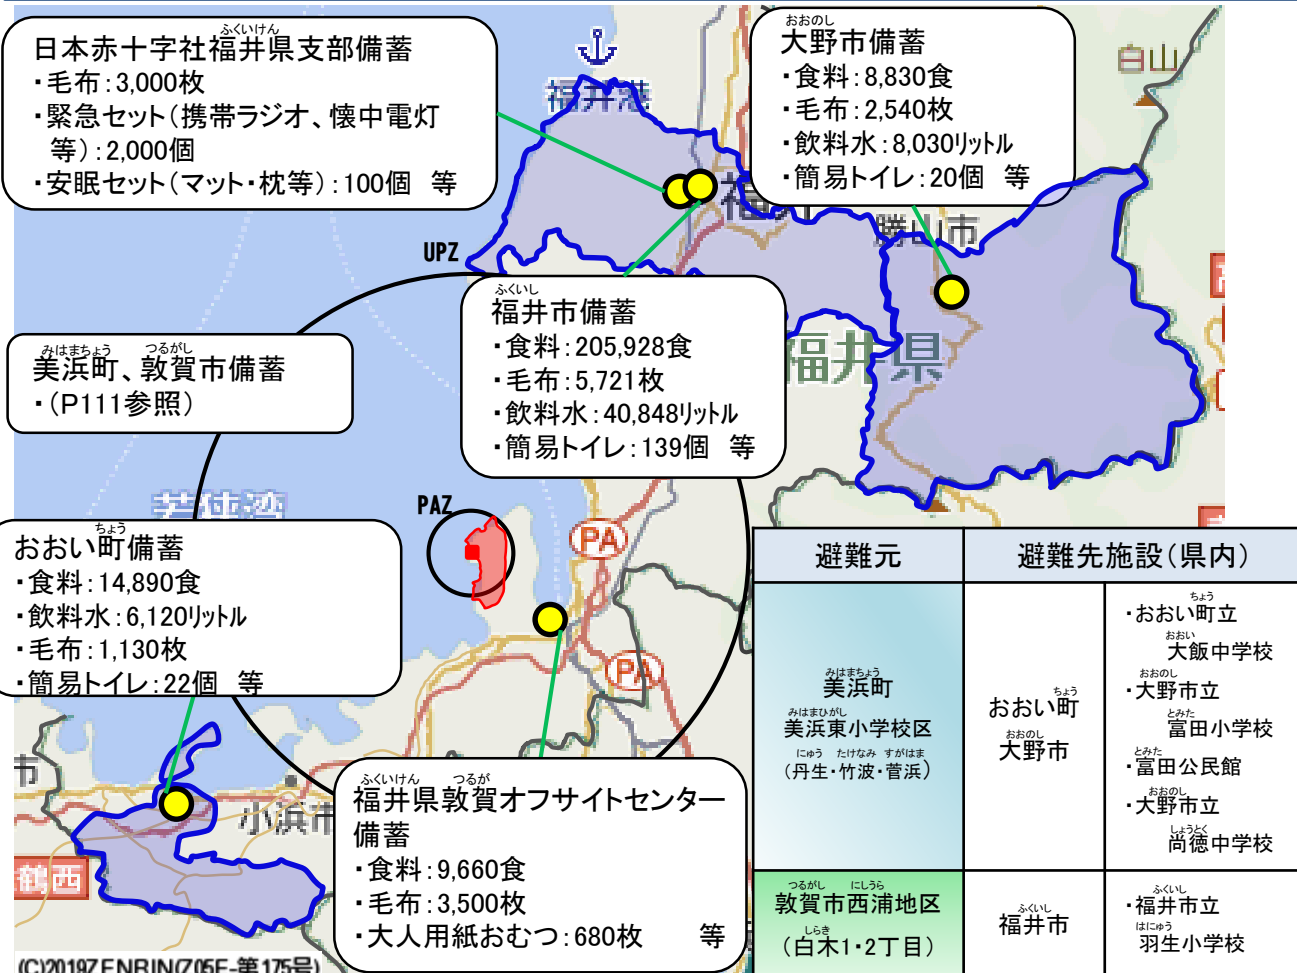 ふくいけん
日本赤十字社福井県支部備蓄
・毛布：3,000枚
・緊急セット（携帯ラジオ、懐中電灯
等）：2,000個
・安眠セット（マット・枕等）：100個　等
おおのし
大野市備蓄
・食料：8,830食
・毛布：2,540枚
・飲料水：8,030リットル
・簡易トイレ：20個　等
福井港
白山
勝山市
UPZ
ふくいし
福井市備蓄
・食料：205,928食
・毛布：5,721枚
・飲料水：40,848リットル
・簡易トイレ：139個　等
福井県
みはまちょう　つるがし
美浜町、敦賀市備蓄
・（P111参照）
若狭湾
PAZ
PA
PA
ちょう
おおい町備蓄
・食料：14,890食
・飲料水：6,120リットル
・毛布：1,130枚
・簡易トイレ：22個　等
市
小浜市
鶴西
ふくいけん　つるが
福井県敦賀オフサイトセンター
備蓄
・食料：9,660食
・毛布：3,500枚
・大人用紙おむつ：680枚　等
避難元　避難先施設（県内）
みはまちょう
美浜町
みはまひがし
美浜東小学校区
にゅう　たけなみ　すがはま
（丹生・竹波・菅浜）
ちょう
おおい町
おおのし
大野市
ちょう
・おおい町立
おおい
大飯中学校
おおのし
・大野市立
とみた
富田小学校
とみた
・富田公民館
おおのし
・大野市立
しょうとく
尚徳中学校
つるがし　にしうら
敦賀市西浦地区
しらき
（白木1・2丁目）
ふくいし
福井市
ふくいし
・福井市立
はにゅう
羽生小学校
(C)2019ZENRIN(Z05E-第175号)